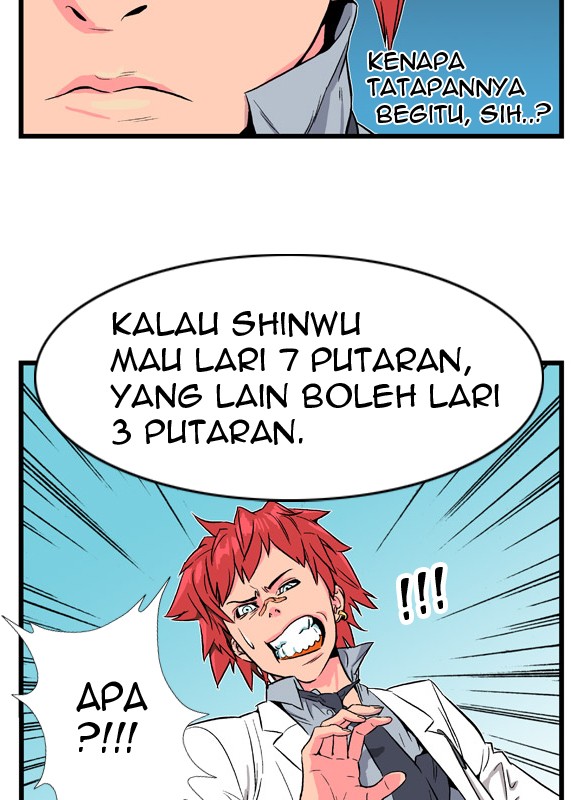 KENAPA
TATAPANNYA
BEGITU, SIH..?
KALAU SHINWU
MAU LARI 7 PUTARAN,
YANG LAIN BOLEH LARI
3 PUTARAN.
!!!
APA
?!!!